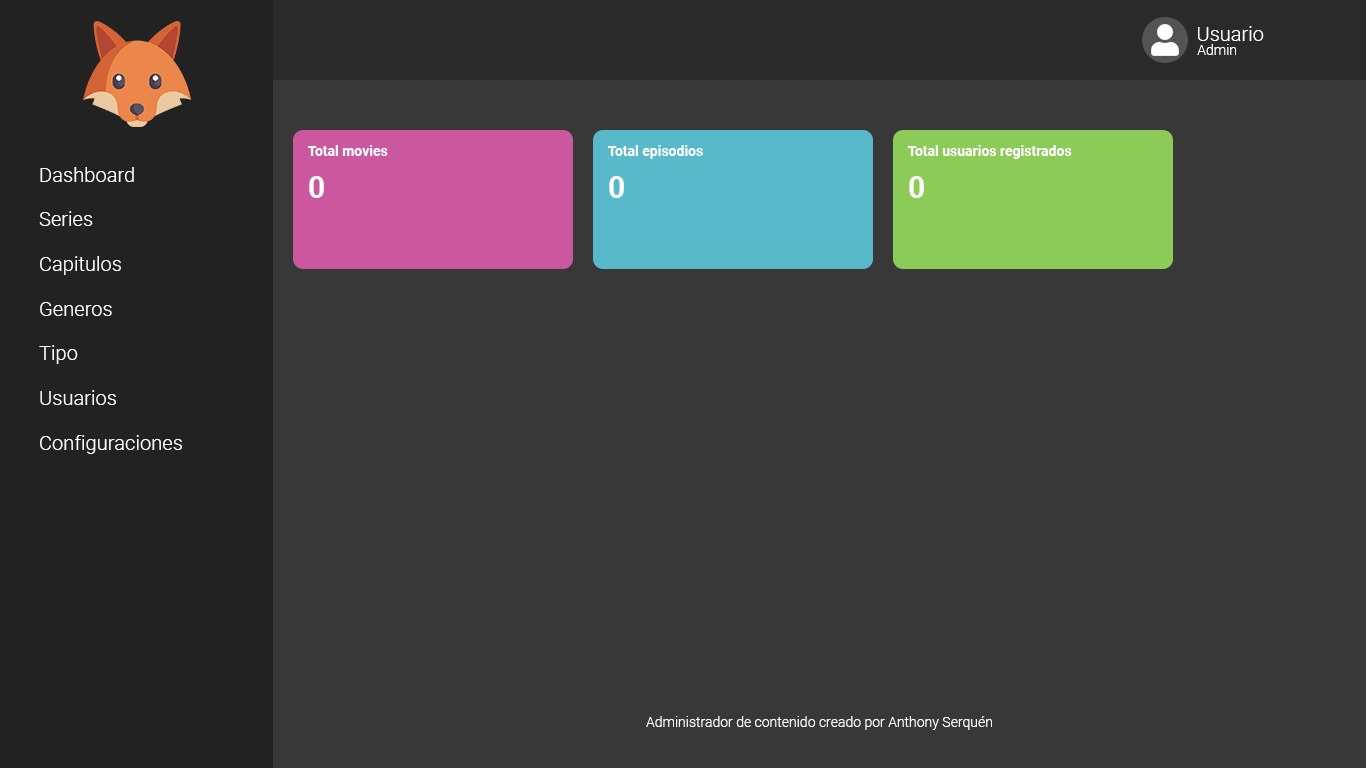 Usuario
Admin
Dashboard
Series
Capitulos
Generos
Tipo
Usuarios
Configuraciones
Total movies
0
Total episodios
0
Total usuarios registrados
0
Administrador de contenido creado por Anthony Serquén